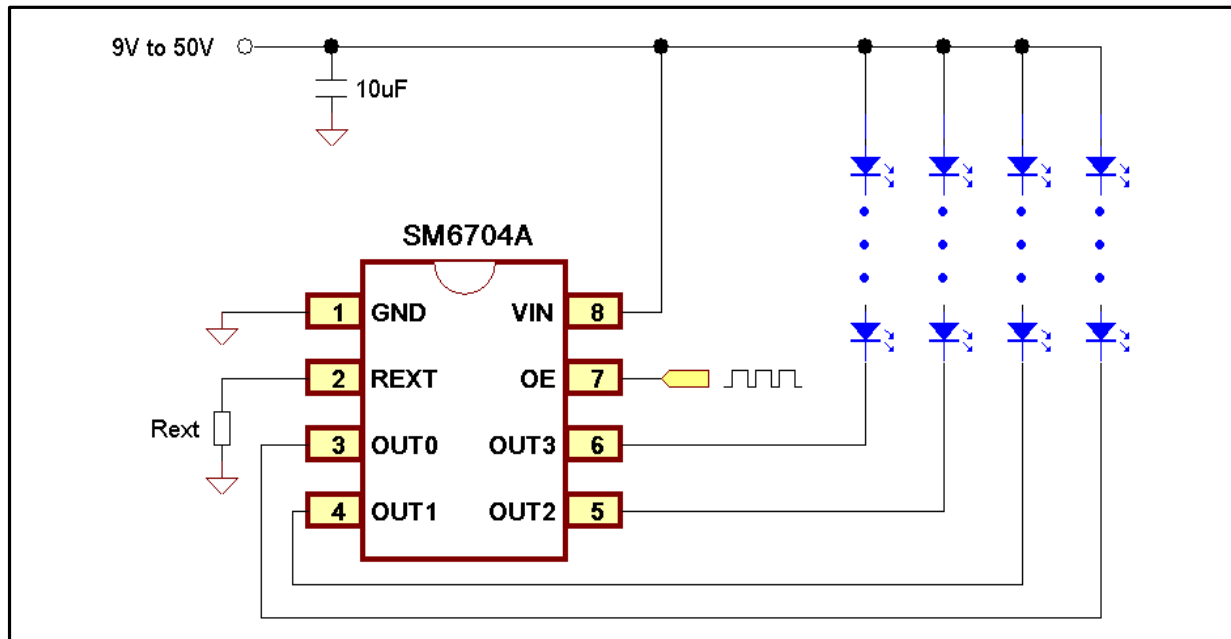 9V to 50V
10uF
SM6704A
1 GND VIN 8
2 REXT OE 7
Rext
3 OUT0 OUT3 6
4 OUT1 OUT2 5